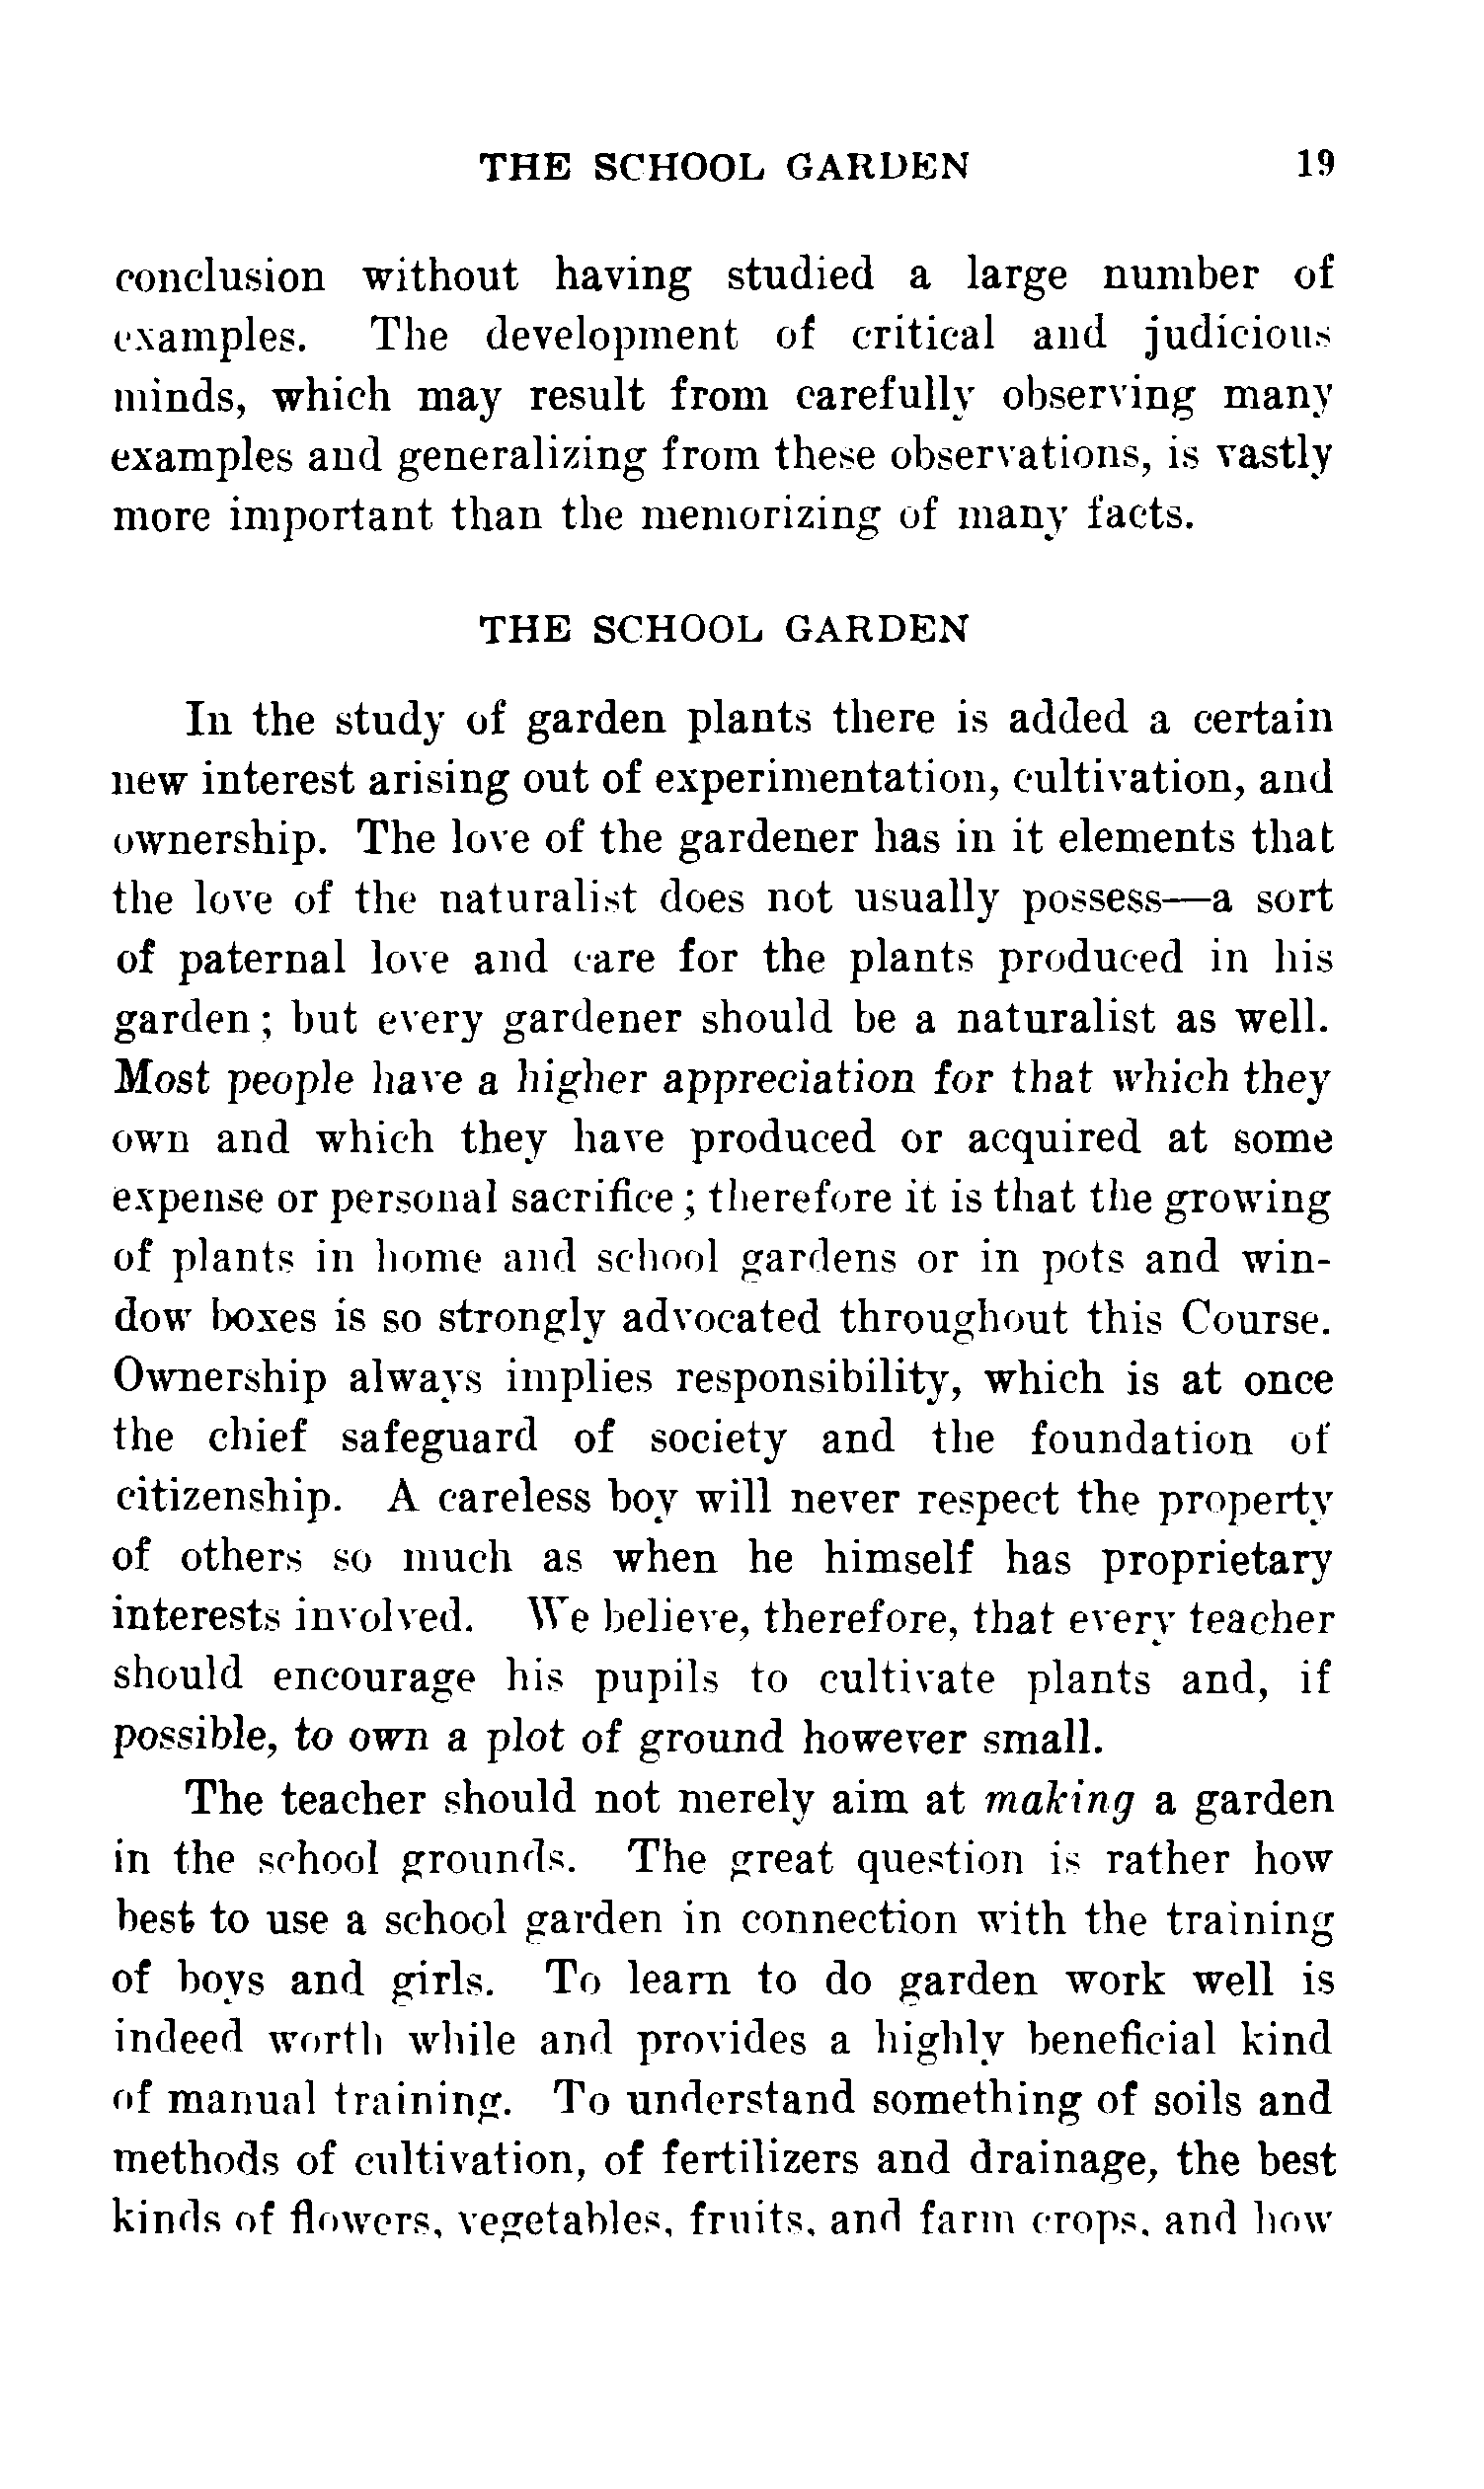 THE SCHOOL GARDEN 19
conclusion without having studied a large number of
examples. The development of critical and judicious
minds, which may result from carefully observing many
examples and generalizing from these observations, is vastly
more important than the memorizing of many facts.
THE SCHOOL GARDEN
In the study of garden plants there is added a certain
new interest arising out of experimentation, cultivation, and
ownership. The love of the gardener has in it elements that
the love of the naturalist does not usually possess—a sort
of paternal love and care for the plants produced in his
garden; but every gardener should be a naturalist as well.
Most people have a higher appreciation for that which they
own and which they have produced or acquired at some
expense or personal sacrifice; therefore it is that the growing
of plants in home and school gardens or in pots and win-
dow boxes is so strongly advocated throughout this Course.
Ownership always implies responsibility, which is at once
the chief safeguard of society and the foundation of
citizenship. A careless boy will never respect the property
of others so much as when he himself has proprietary
interests involved. We believe, therefore, that every teacher
should encourage his pupils to cultivate plants and, if
possible, to own a plot of ground however small.
The teacher should not merely aim at making a garden
in the school grounds. The great question is rather how
best to use a school garden in connection with the training
of boys and girls. To learn to do garden work well is
indeed worth while and provides a highly beneficial kind
of manual training. To understand something of soils and
methods of cultivation, of fertilizers and drainage, the best
kinds of flowers, vegetables, fruits, and farm crops, and how